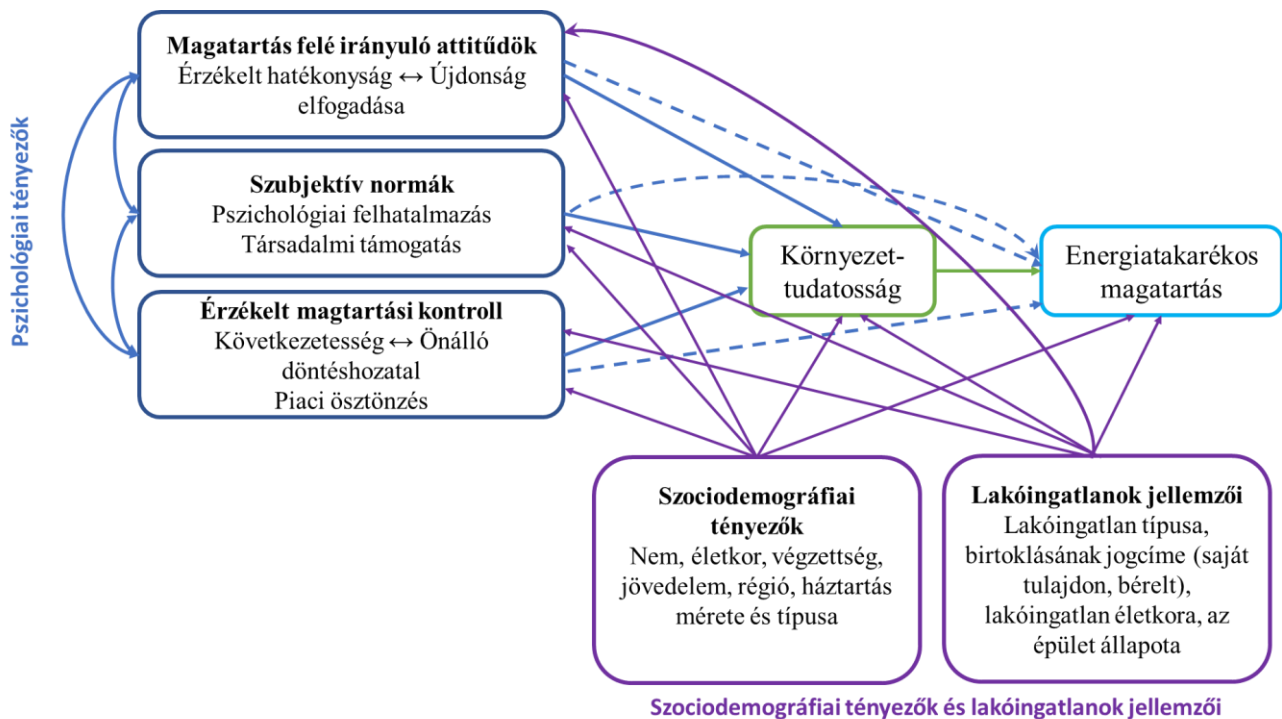 Pszichológiai tényezők
Magatartás felé irányuló attitűdök
Érzékelt hatékonyság ↔ Újdonság
elfogadása
Szubjektív normák
Pszichológiai felhatalmazás
Társadalmi támogatás
Érzékelt magtartási kontroll
Következetesség ↔ Önálló
döntéshozatal
Piaci ösztönzés
Környezet-
tudatosság
Energiatakarékos
magatartás
Szociodemográfiai
tényezők
Nem, életkor, végzettség,
jövedelem, régió, háztartás
mérete és típusa
Lakóingatlanok jellemzői
Lakóingatlan típusa,
birtoklásának jogcíme (saját
tulajdon, bérelt),
lakóingatlan életkora, az
épület állapota
Szociodemográfiai tényezők és lakóingatlanok jellemzői